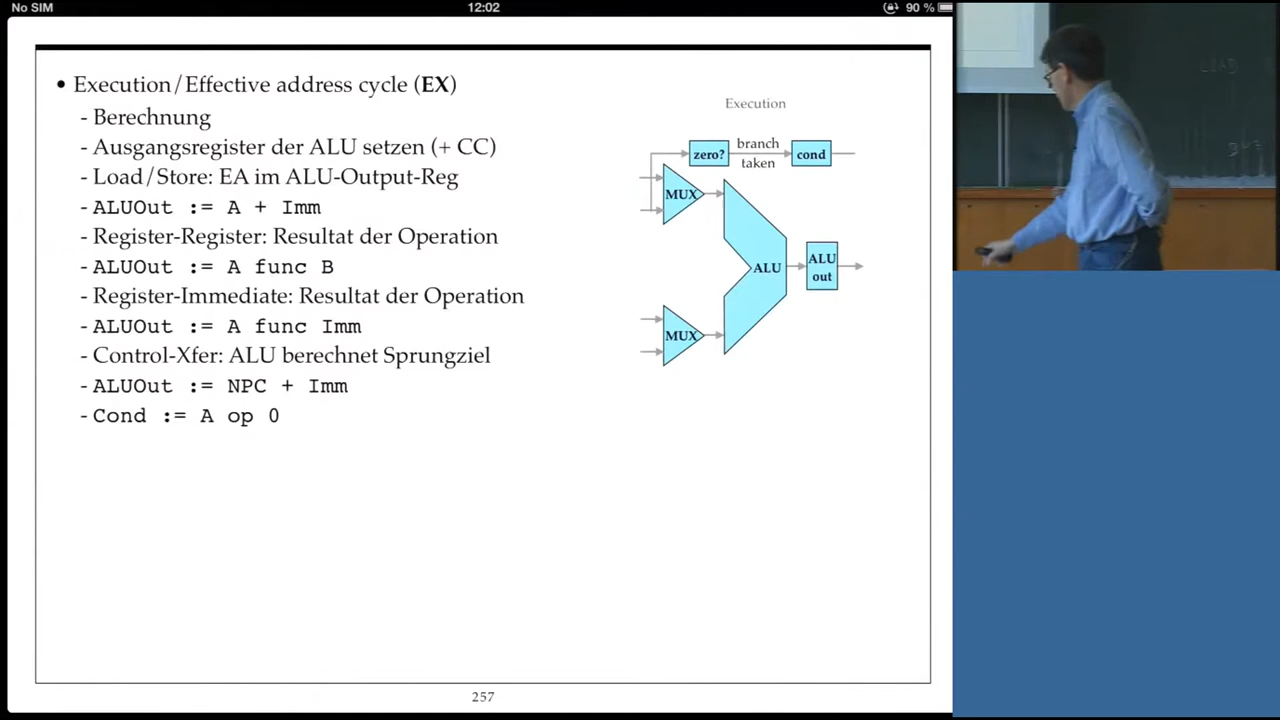 No SIM 12:02 90 %
• Execution/Effective address cycle (EX)
- Berechnung
- Ausgangsregister der ALU setzen (+ CC)
- Load/Store: EA im ALU-Output-Reg
- ALUOut := A + Imm
- Register-Register: Resultat der Operation
- ALUOut := A func B
- Register-Immediate: Resultat der Operation
- ALUOut := A func Imm
- Control-Xfer: ALU berechnet Sprungziel
- ALUOut := NPC + Imm
- Cond := A op 0
Execution
zero?
branch
taken
cond
MUX
ALU
ALU
out
MUX
257
LOAD